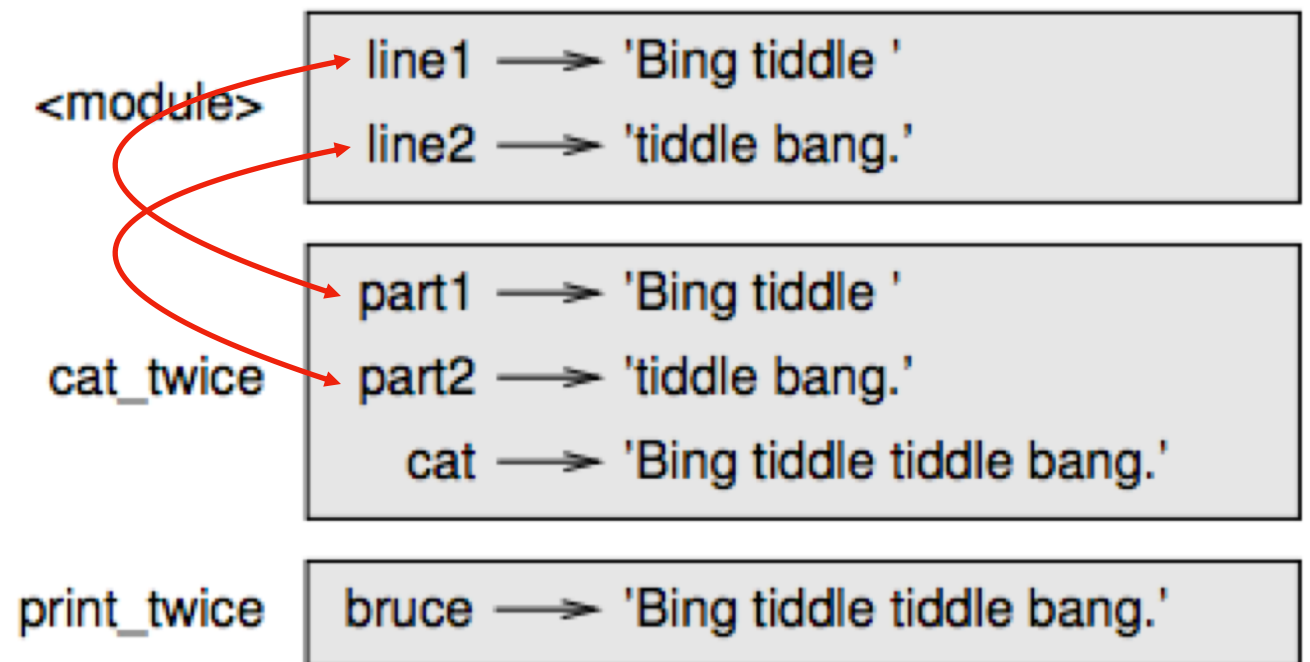 <module>
line1 → 'Bing tiddle '
line2 → 'tiddle bang.'
cat_twice
part1 → 'Bing tiddle '
part2 → 'tiddle bang.'
cat → 'Bing tiddle tiddle bang.'
print_twice
bruce → 'Bing tiddle tiddle bang.'